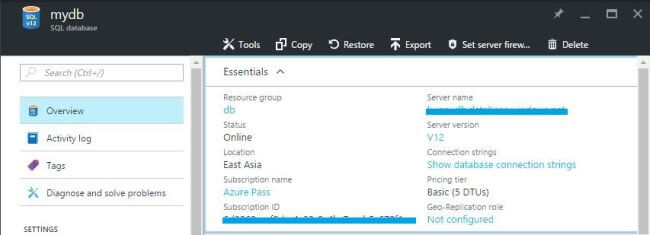 mydb
SQL database
SQL
V12
Tools
Copy
Restore
Export
Set server firew...
Delete
Search (Ctrl+/)
Overview
Activity log
Tags
Diagnose and solve problems
SETTINGS
Essentials
Resource group
db
Status
Online
Location
East Asia
Subscription name
Azure Pass
Subscription ID
Server name
Server version
V12
Connection strings
Show database connection strings
Pricing tier
Basic (5 DTUs)
Geo-Replication role
Not configured